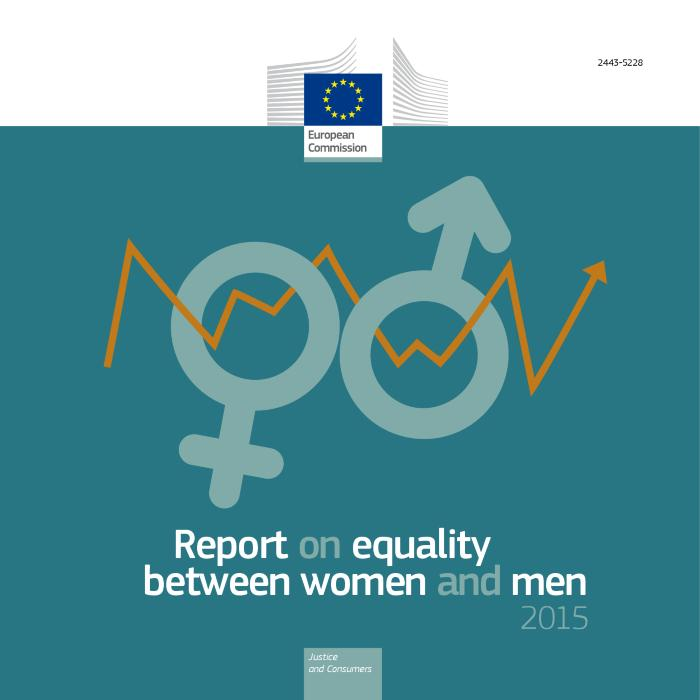 2443-5228
European
Commission
Report on equality
between women and men
2015
Justice
and Consumers